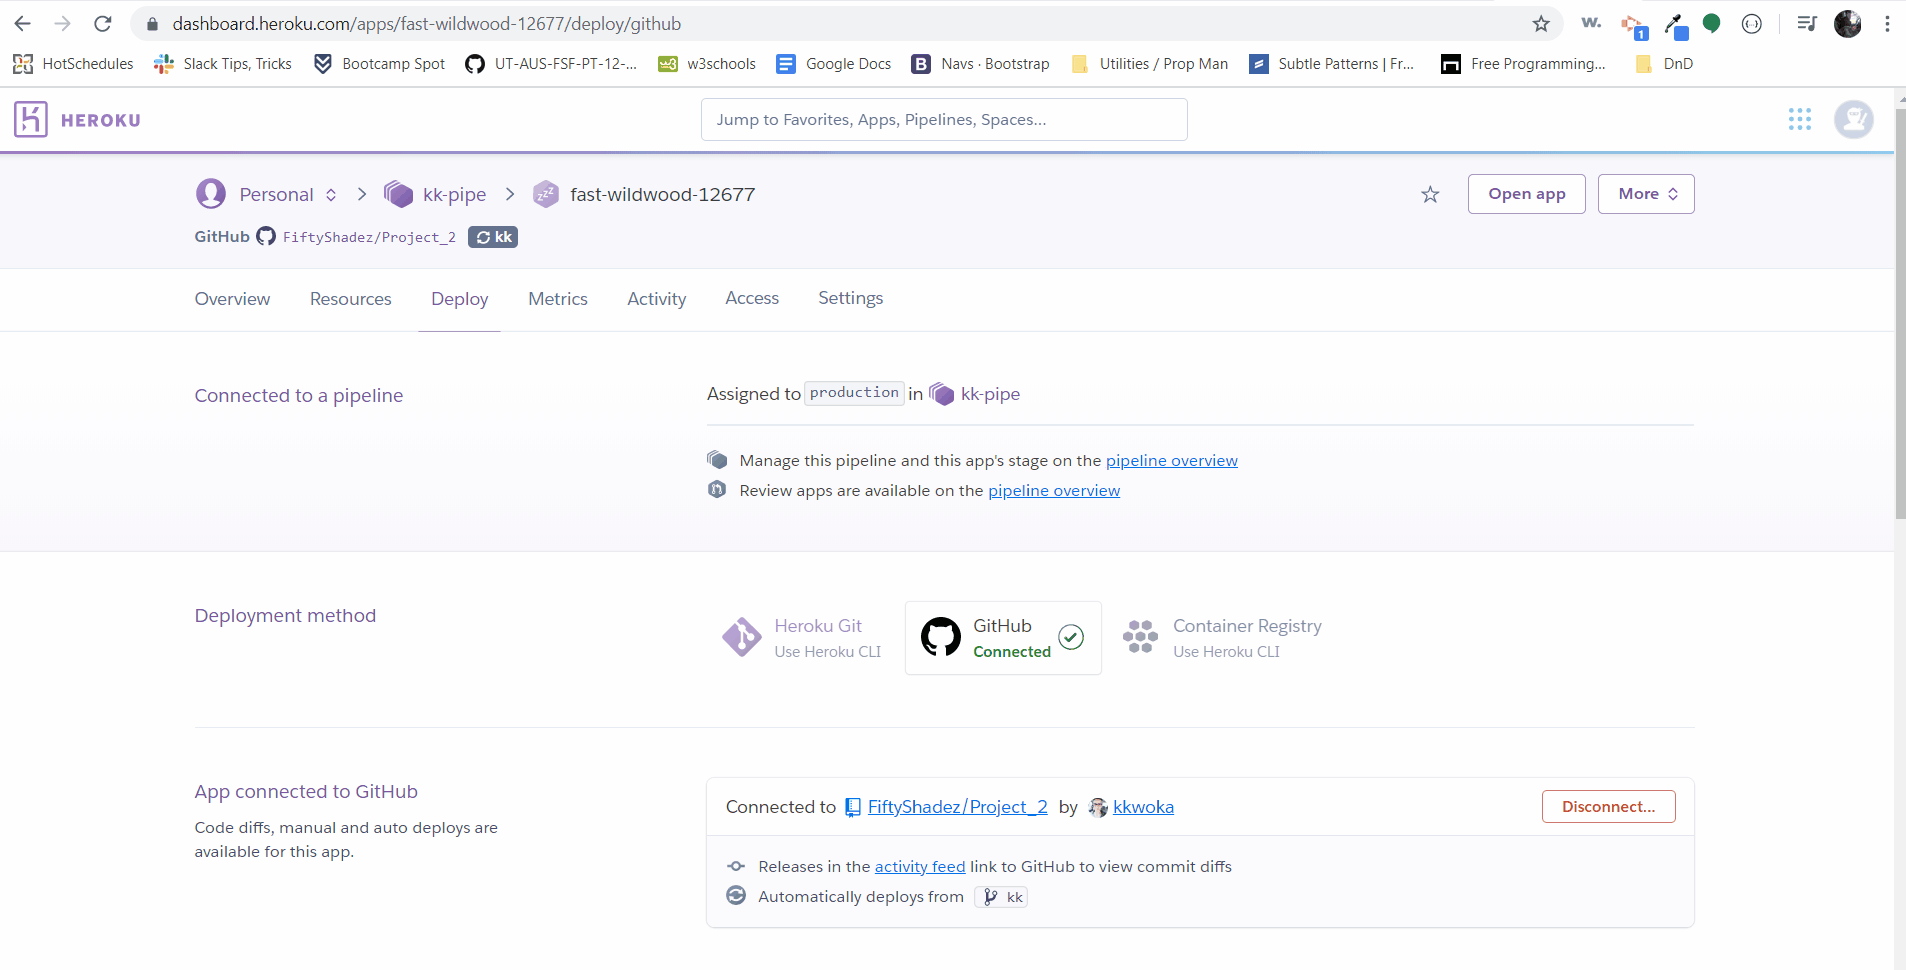 dashboard.heroku.com/apps/fast-wildwood-12677/deploy/github
w.
1
HotSchedules Slack Tips, Tricks Bootcamp Spot UT-AUS-FSF-PT-12-... w3schools Google Docs Navs · Bootstrap Utilities / Prop Man Subtle Patterns | Fr... Free Programming... DnD
HEROKU
Jump to Favorites, Apps, Pipelines, Spaces...
Personal kk-pipe fast-wildwood-12677
Open app More
GitHub FiftyShadez/Project_2 kk
Overview Resources Deploy Metrics Activity Access Settings
Connected to a pipeline
Assigned to production in kk-pipe
Manage this pipeline and this app's stage on the pipeline overview
Review apps are available on the pipeline overview
Deployment method
Heroku Git
Use Heroku CLI
GitHub
Connected
Container Registry
Use Heroku CLI
App connected to GitHub
Code diffs, manual and auto deploys are
available for this app.
Connected to FiftyShadez/Project_2 by kkwoka
Disconnect...
Releases in the activity feed link to GitHub to view commit diffs
Automatically deploys from kk